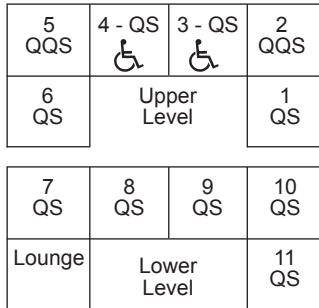 5
QQS
4 - QS
3 - QS
2
QQS
6
QS
Upper
Level
1
QS
7
QS
8
QS
9
QS
10
QS
Lounge
Lower
Level
11
QS